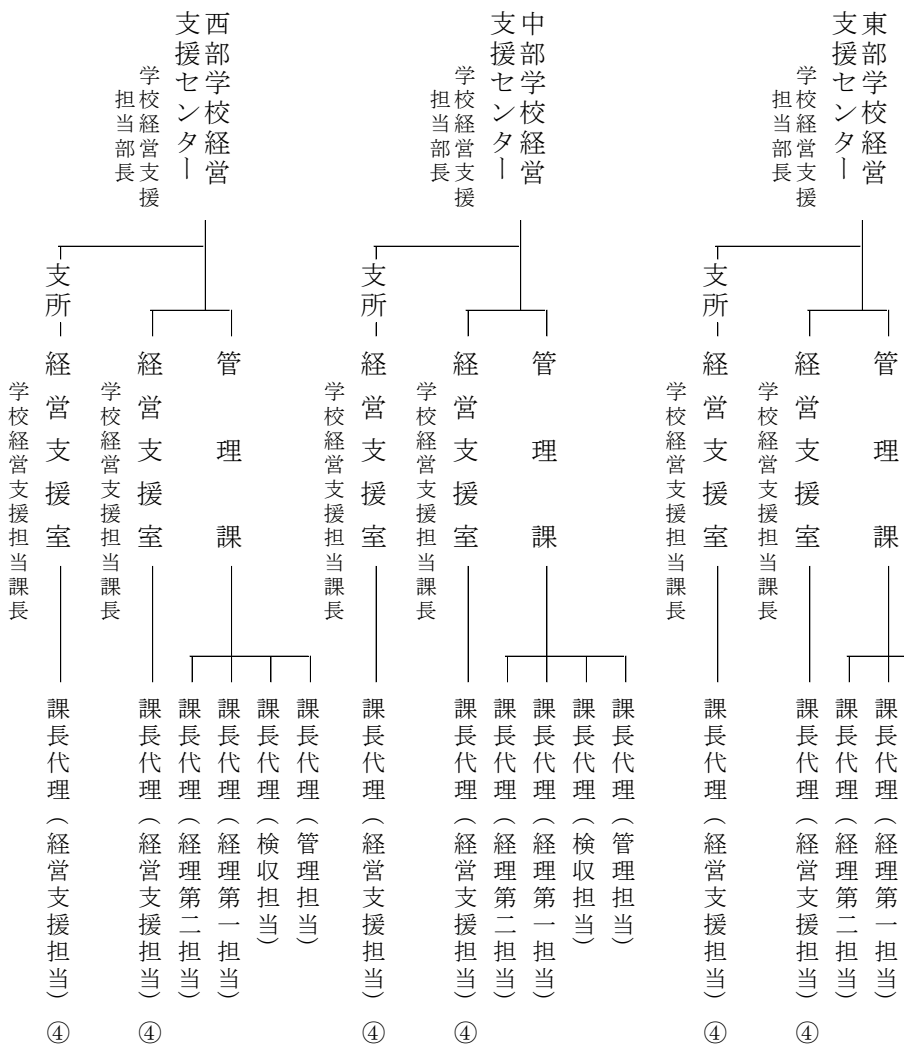 東部学校経営
支援センター
学校経営支援
担当部長
管理課
課長代理（経理第一担当）
課長代理（経理第二担当）
経営支援室
学校経営支援担当課長
課長代理（経営支援担当）④
支所
経営支援室
学校経営支援担当課長
課長代理（経営支援担当）④
中部学校経営
支援センター
学校経営支援
担当部長
管理課
課長代理（管理担当）
課長代理（検収担当）
課長代理（経理第一担当）
課長代理（経理第二担当）
経営支援室
学校経営支援担当課長
課長代理（経営支援担当）④
支所
経営支援室
学校経営支援担当課長
課長代理（経営支援担当）④
西部学校経営
支援センター
学校経営支援
担当部長
管理課
課長代理（管理担当）
課長代理（検収担当）
課長代理（経理第一担当）
課長代理（経理第二担当）
経営支援室
学校経営支援担当課長
課長代理（経営支援担当）④
支所
経営支援室
学校経営支援担当課長
課長代理（経営支援担当）④